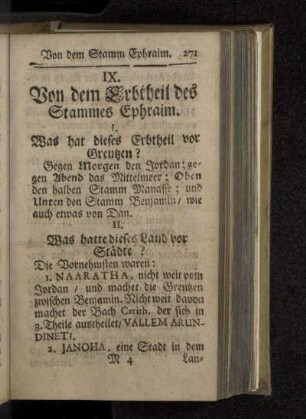 Von dem Stamm Ephraim. 271
IX.
Von dem Erbtheil des
Stammes Ephraim.
I.
Was hat dieses Erbtheil vor
Grentzen?
Gegen Morgen den Jordan; ge-
gen Abend das Mittelmeer; Oben
den halben Stamm Manasse; und
Unten den Stamm Benjamin/ wie
auch etwas von Dan.
II.
Was hatte dieses Land vor
Städte?
Die Vornehmsten waren:
1. NAARATHA, nicht weit vom
Jordan/ und machet die Grentzen
zwischen Benjamin. Nicht weit davon
machet der Bach Crith. der sich in
3. Theile austheilet/ VALLEM ARUN-
DINETI.
2. JANOHA, eine Stadt in dem
M 4 Lan-